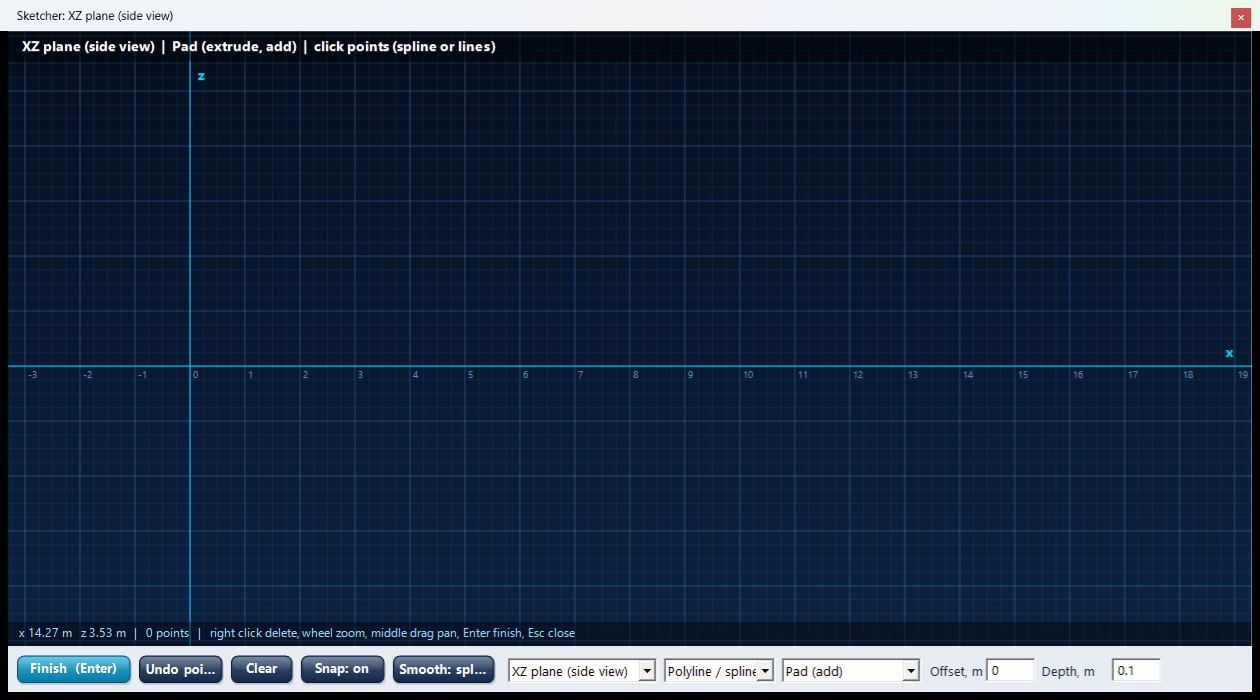 Sketcher: XZ plane (side view)
XZ plane (side view) | Pad (extrude, add) | click points (spline or lines)
z
x
-3 -2 -1 0 1 2 3 4 5 6 7 8 9 10 11 12 13 14 15 16 17 18 19
x 14.27 m z 3.53 m | 0 points | right click delete, wheel zoom, middle drag pan, Enter finish, Esc close
Finish (Enter) Undo poi... Clear Snap: on Smooth: spl... XZ plane (side view) Polyline / spline Pad (add) Offset, m 0 Depth, m 0.1